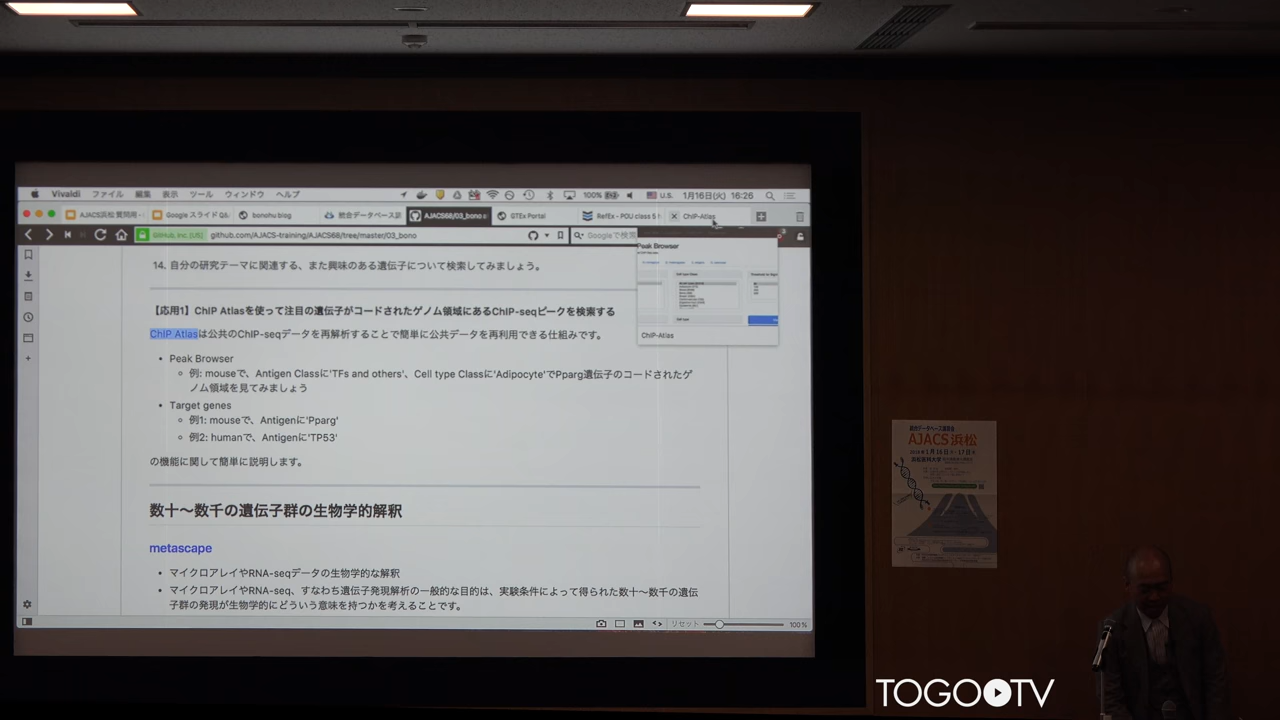 Vivaldi ファイル 編集 表示 ツール ウィンドウ ヘルプ 100% U.S. 1月16日(火) 16:26
AJACS浜松 質問用 Google スライド Q& bonohu blog 統合データベース講 AJACS68/03_bono GTEx Portal RefEx - POU class 5 h ChIP-Atlas
GitHub, Inc. [US] github.com/AJACS-training/AJACS68/tree/master/03_bono Googleで検索
Peak Browser
ChIP-Atlas
14. 自分の研究テーマに関連する、また興味のある遺伝子について検索してみましょう。
【応用1】ChIP Atlasを使って注目の遺伝子がコードされたゲノム領域にあるChIP-seqピークを検索する
ChIP Atlasは公共のChIP-seqデータを再解析することで簡単に公共データを再利用できる仕組みです。
• Peak Browser
◦ 例: mouseで、Antigen Classに'TFs and others'、Cell type Classに'Adipocyte'でPparg遺伝子のコードされたゲ
ノム領域を見てみましょう
• Target genes
◦ 例1: mouseで、Antigenに'Pparg'
◦ 例2: humanで、Antigenに'TP53'
の機能に関して簡単に説明します。
数十〜数千の遺伝子群の生物学的解釈
metascape
• マイクロアレイやRNA-seqデータの生物学的な解釈
• マイクロアレイやRNA-seq、すなわち遺伝子発現解析の一般的な目的は、実験条件によって得られた数十〜数千の遺伝
子群の発現が生物学的にどういう意味を持つかを考えることです。
リセット 100 %
統合データベース講習会
AJACS浜松
TOGO TV